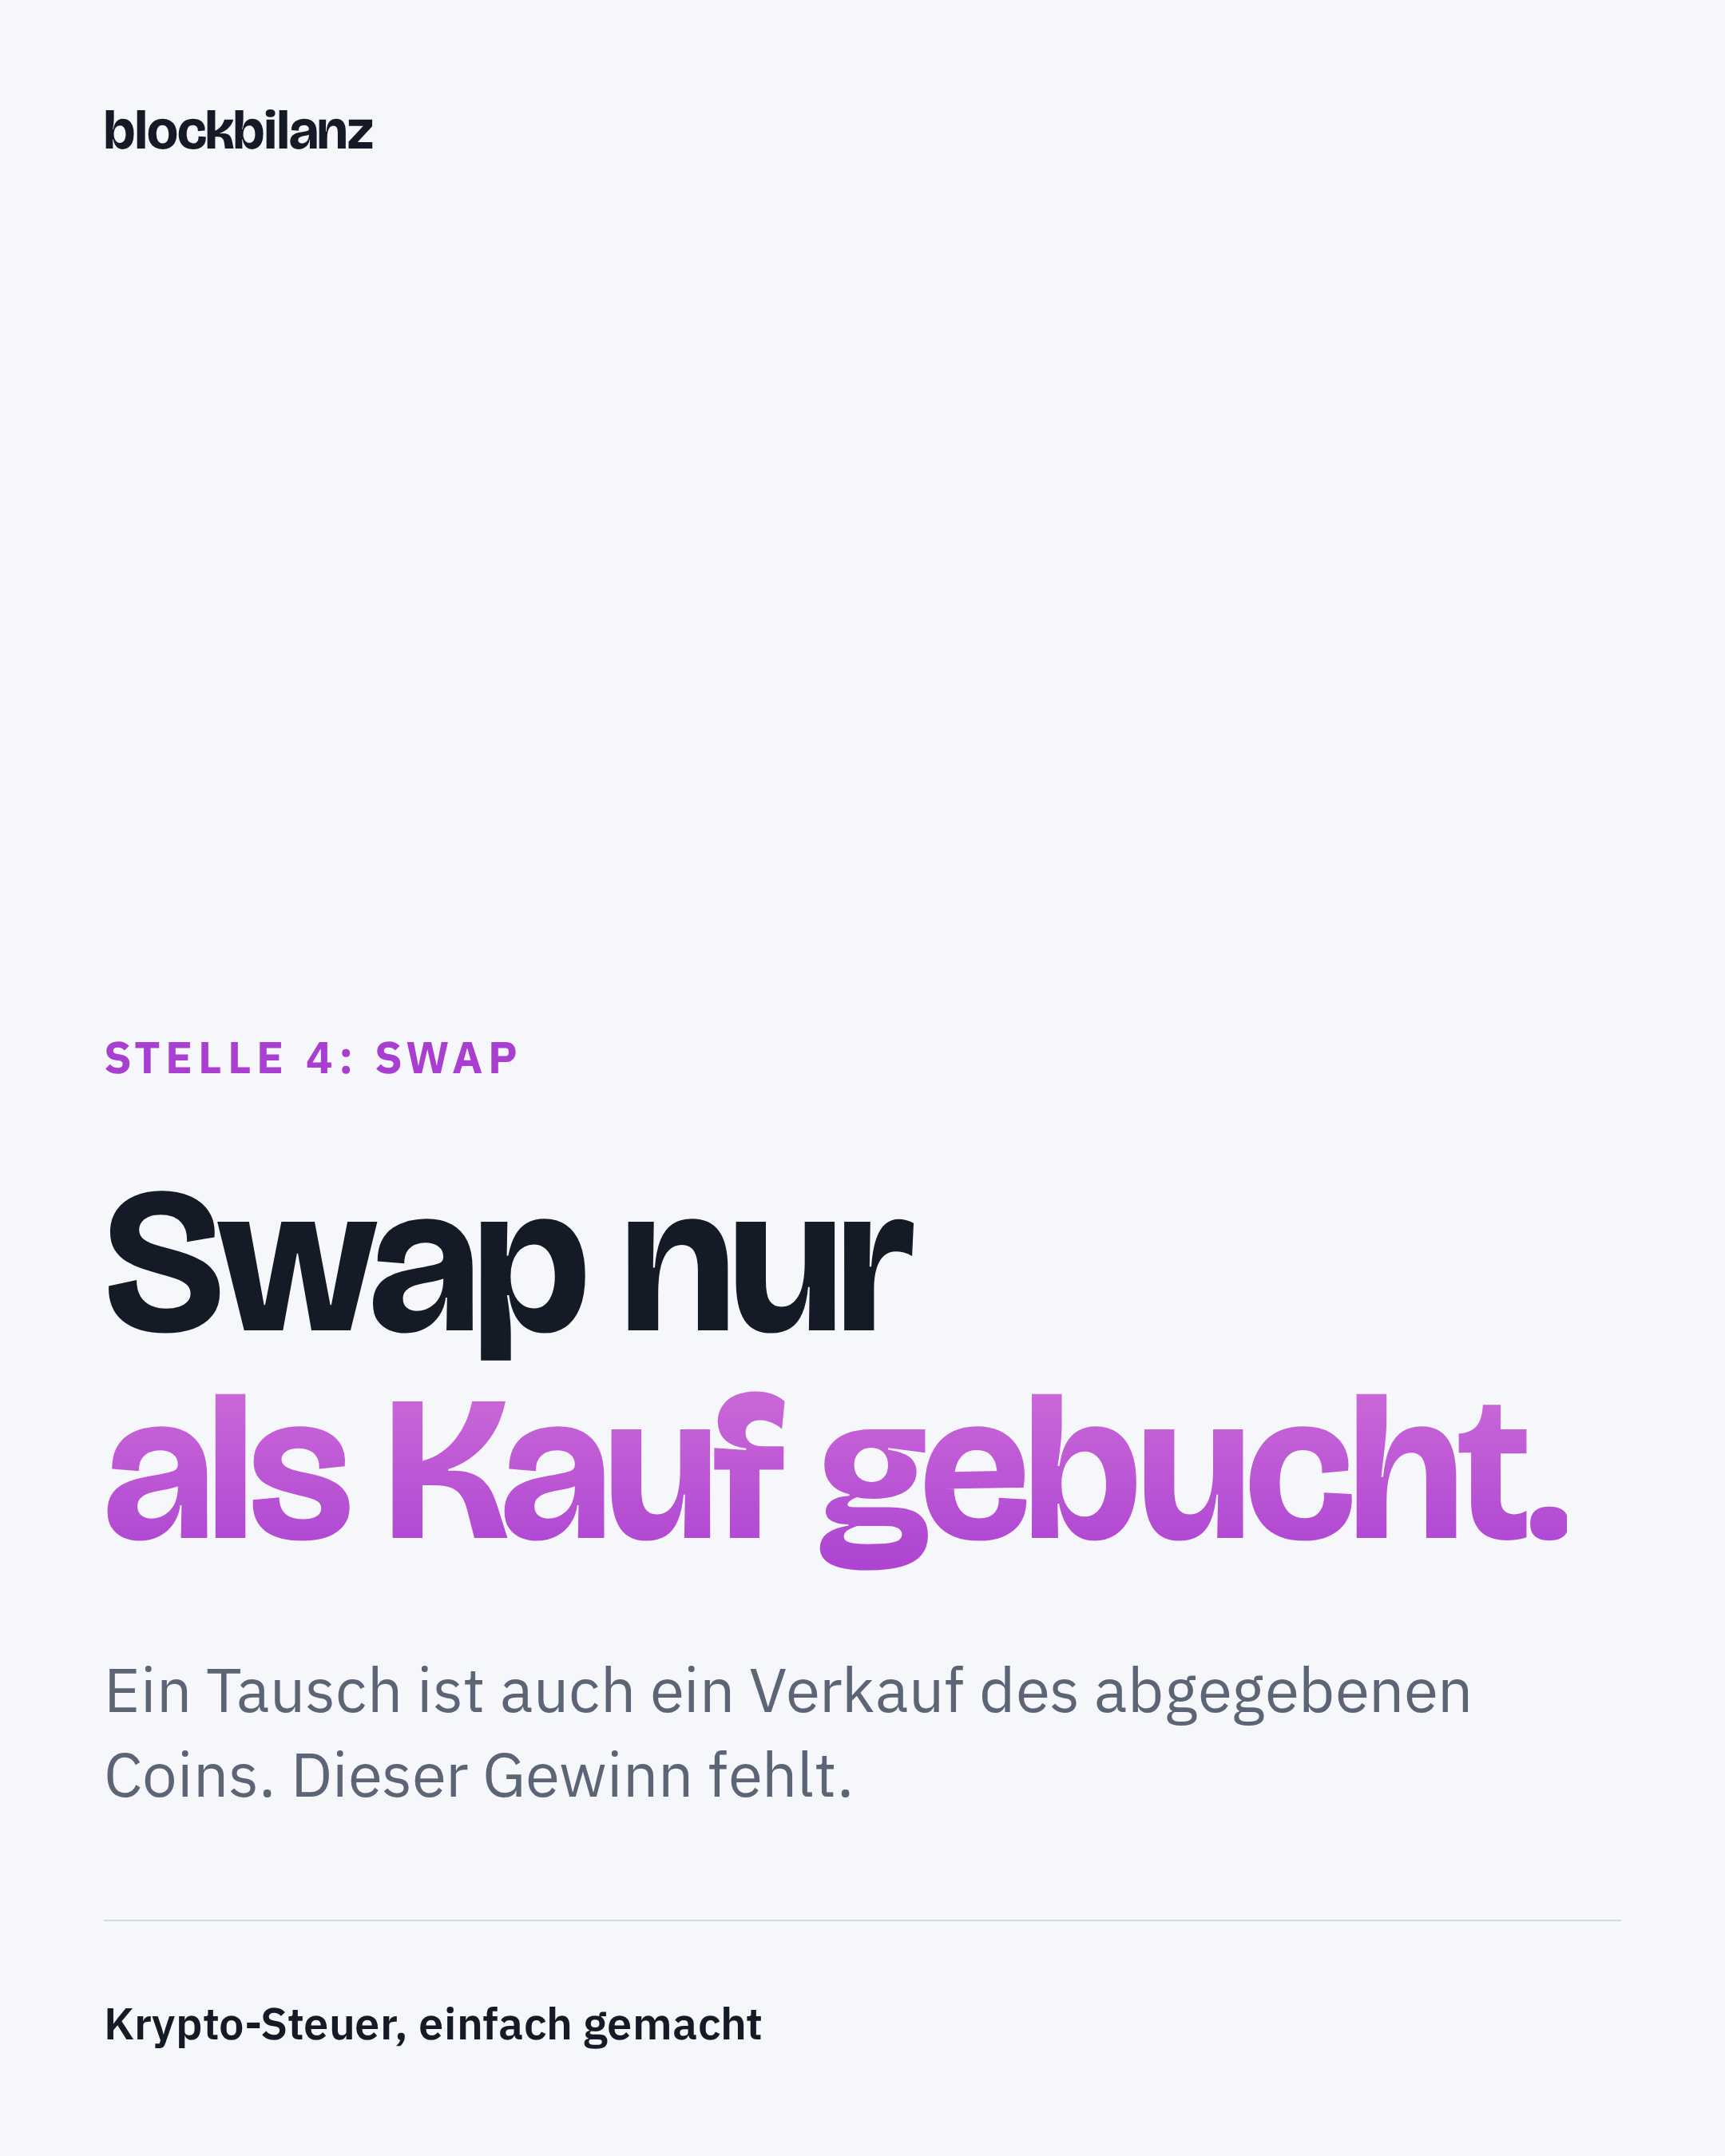 blockbilanz
STELLE 4: SWAP
Swap nur
als Kauf gebucht.
Ein Tausch ist auch ein Verkauf des abgegebenen
Coins. Dieser Gewinn fehlt.
Krypto-Steuer, einfach gemacht